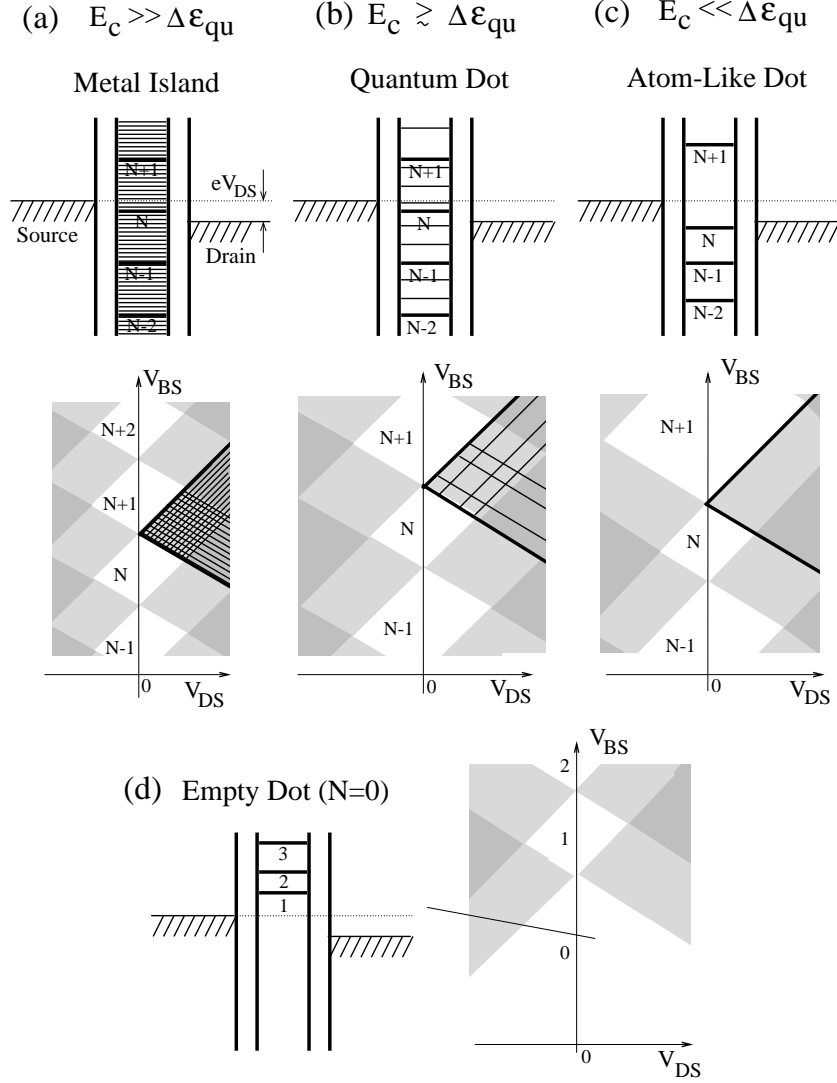 (a) E_c >> Δε_qu
Metal Island
N+1
eV_DS
N
Source
Drain
N-1
N-2
V_BS
N+2
N+1
N
N-1
0
V_DS
(b) E_c ≳ Δε_qu
Quantum Dot
N+1
N
N-1
N-2
V_BS
N+1
N
N-1
0
V_DS
(c) E_c << Δε_qu
Atom-Like Dot
N+1
N
N-1
N-2
V_BS
N+1
N
N-1
0
V_DS
(d) Empty Dot (N=0)
3
2
1
V_BS
2
1
0
0
V_DS